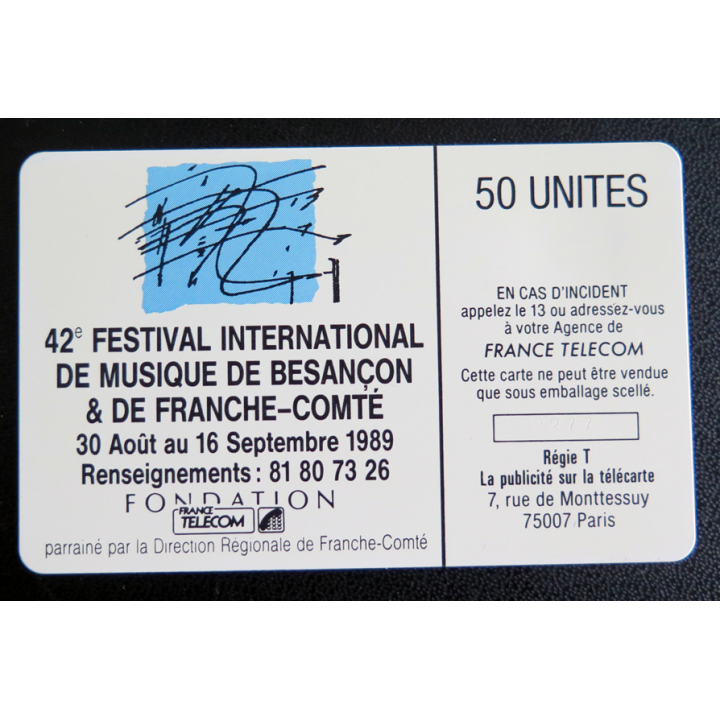 42e FESTIVAL INTERNATIONAL
DE MUSIQUE DE BESANÇON
& DE FRANCHE-COMTÉ
30 Août au 16 Septembre 1989
Renseignements : 81 80 73 26
FONDATION
FRANCE
TELECOM
parrainé par la Direction Régionale de Franche-Comté
50 UNITES
EN CAS D'INCIDENT
appelez le 13 ou adressez-vous
à votre Agence de
FRANCE TELECOM
Cette carte ne peut être vendue
que sous emballage scellé.
Régie T
La publicité sur la télécarte
7, rue de Monttessuy
75007 Paris